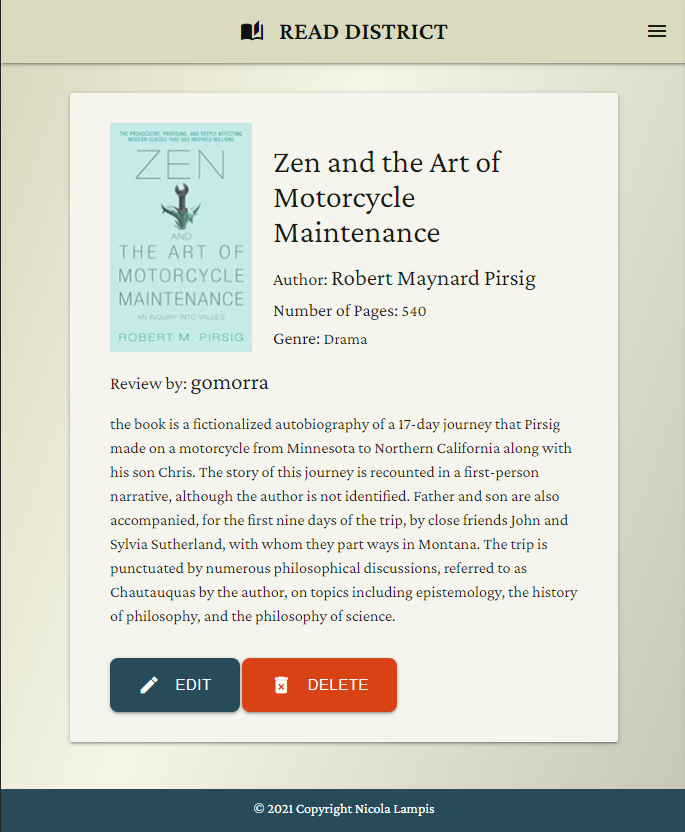 READ DISTRICT
THE PROVOCATIVE, PROFOUND, AND DEEPLY AFFECTING
MODERN-CLASSIC THAT HAS INSPIRED MILLIONS
ZEN
AND
THE ART OF
MOTORCYCLE
MAINTENANCE
AN INQUIRY INTO VALUES
ROBERT M. PIRSIG
Zen and the Art of
Motorcycle
Maintenance
Author: Robert Maynard Pirsig
Number of Pages: 540
Genre: Drama
Review by: gomorra
the book is a fictionalized autobiography of a 17-day journey that Pirsig
made on a motorcycle from Minnesota to Northern California along with
his son Chris. The story of this journey is recounted in a first-person
narrative, although the author is not identified. Father and son are also
accompanied, for the first nine days of the trip, by close friends John and
Sylvia Sutherland, with whom they part ways in Montana. The trip is
punctuated by numerous philosophical discussions, referred to as
Chautauquas by the author, on topics including epistemology, the history
of philosophy, and the philosophy of science.
EDIT
DELETE
© 2021 Copyright Nicola Lampis